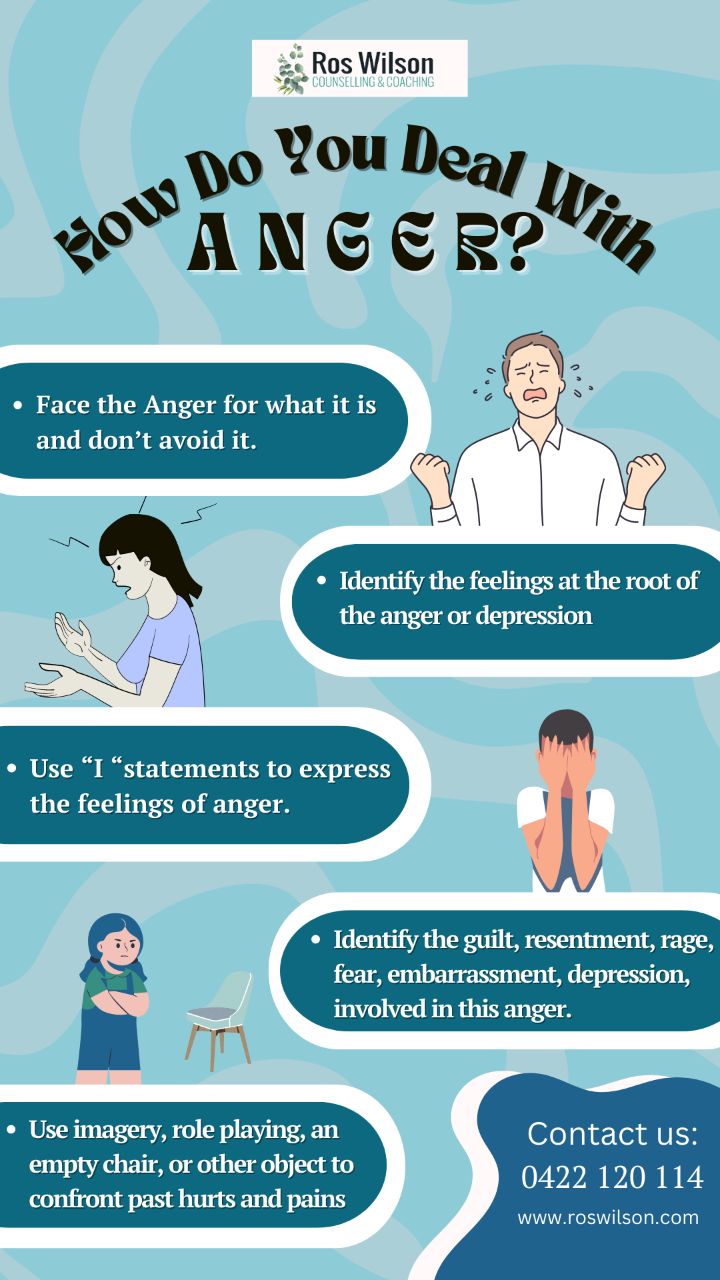 Ros Wilson
COUNSELLING & COACHING
How Do You Deal With
ANGER?
• Face the Anger for what it is
and don’t avoid it.
• Identify the feelings at the root of
the anger or depression
• Use “I “statements to express
the feelings of anger.
• Identify the guilt, resentment, rage,
fear, embarrassment, depression,
involved in this anger.
• Use imagery, role playing, an
empty chair, or other object to
confront past hurts and pains
Contact us:
0422 120 114
www.roswilson.com